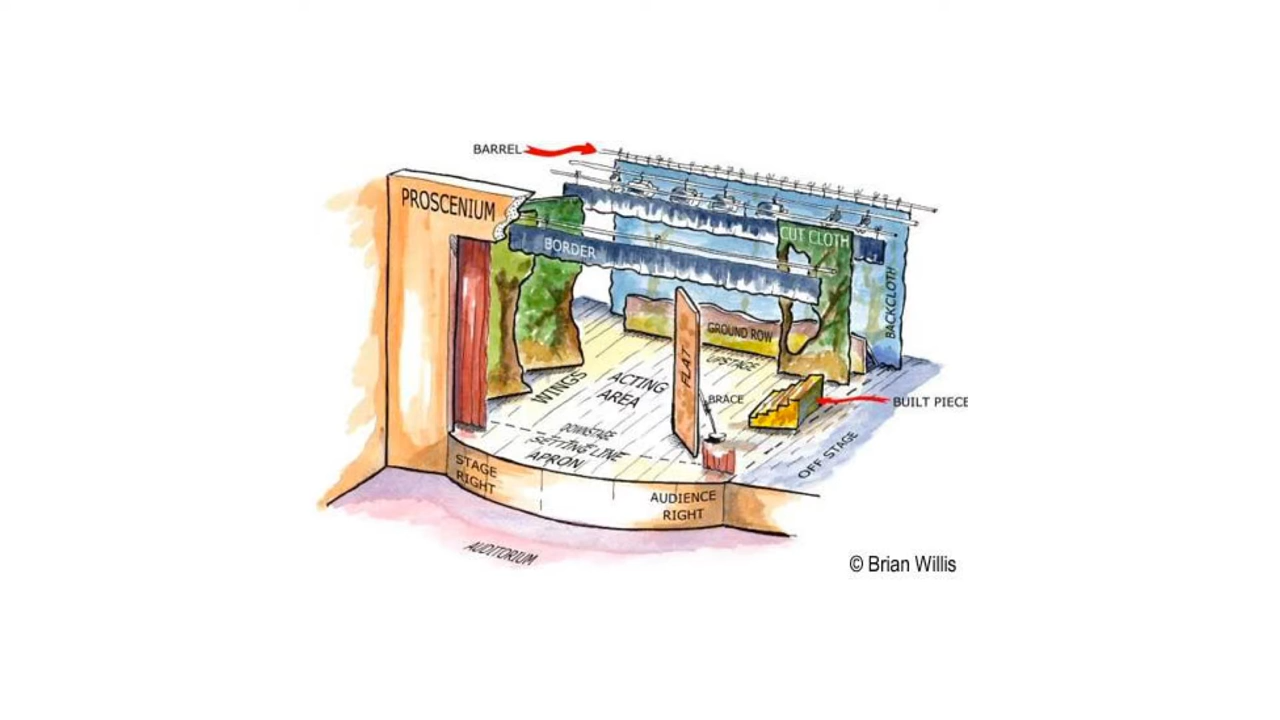 BARREL
PROSCENIUM
BORDER
CUT CLOTH
BACKCLOTH
GROUND ROW
UPSTAGE
FLAT
WINGS
ACTING
AREA
BRACE
BUILT PIECE
DOWNSTAGE
SETTING LINE
APRON
OFF STAGE
STAGE
RIGHT
AUDIENCE
RIGHT
AUDITORIUM
© Brian Willis